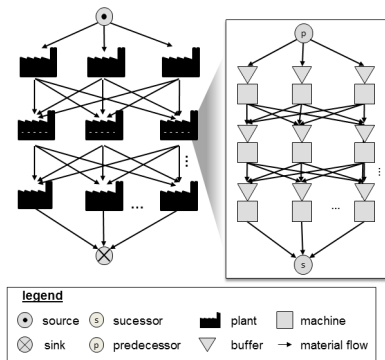 p
...
...
...
...
s
legend
source
s
sucessor
plant
machine
sink
p
predecessor
buffer
material flow